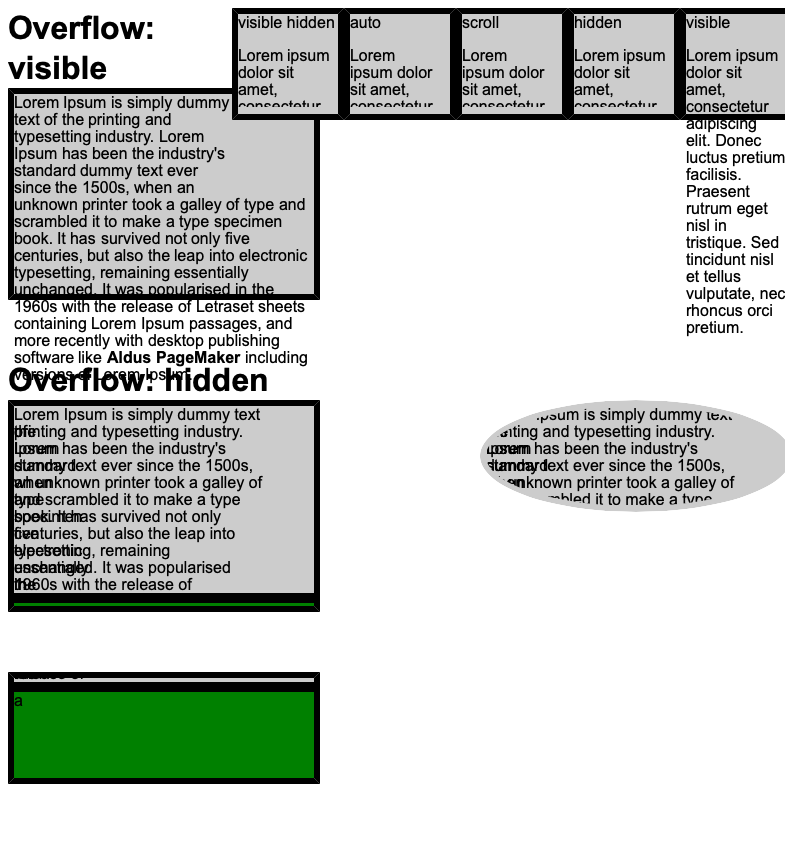 Overflow:
visible
Lorem Ipsum is simply dummy
text of the printing and
typesetting industry. Lorem
Ipsum has been the industry's
standard dummy text ever
since the 1500s, when an
unknown printer took a galley of type and
scrambled it to make a type specimen
book. It has survived not only five
centuries, but also the leap into electronic
typesetting, remaining essentially
unchanged. It was popularised in the
1960s with the release of Letraset sheets
containing Lorem Ipsum passages, and
more recently with desktop publishing
software like Aldus PageMaker including
versions of Lorem Ipsum.
visible hidden
Lorem ipsum
dolor sit
amet,
consectetur
auto
Lorem
ipsum dolor
sit amet,
consectetur
scroll
Lorem
ipsum dolor
sit amet,
consectetur
hidden
Lorem ipsum
dolor sit
amet,
consectetur
visible
Lorem ipsum
dolor sit
amet,
consectetur
adipiscing
elit. Donec
luctus pretium
facilisis.
Praesent
rutrum eget
nisl in
tristique. Sed
tincidunt nisl
et tellus
vulputate, nec
rhoncus orci
pretium.
Overflow: hidden
Lorem Ipsum is simply dummy text
the
printing and typesetting industry.
Lorem
Ipsum has been the industry's
standard
dummy text ever since the 1500s,
when
an unknown printer took a galley of
type
and scrambled it to make a type
specimen
book. It has survived not only
five
centuries, but also the leap into
electronic
typesetting, remaining
essentially
unchanged. It was popularised
in the
1960s with the release of
is simply dummy text
printing and typesetting industry.
Lorem
Ipsum has been the industry's
standard
dummy text ever since the 1500s,
when
unknown printer took a galley of
it to make a type
a